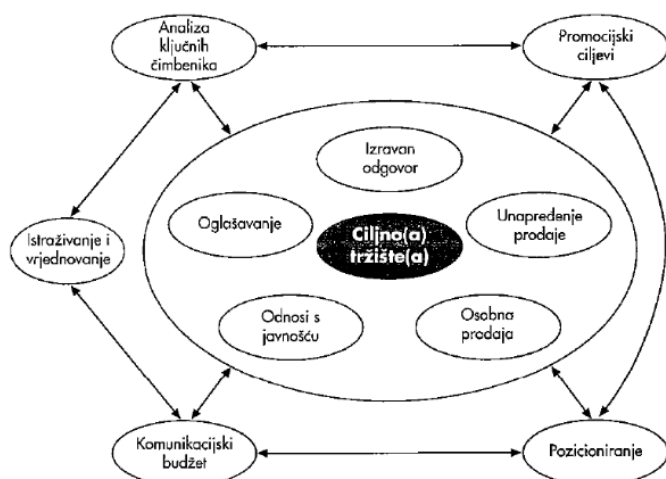 Analiza
ključnih
čimbenika
Promocijski
ciljevi
Izravan
odgovor
Oglašavanje
Unapređenje
prodaje
Ciljno(a)
tržište(a)
Istraživanje i
vrjednovanje
Odnosi s
javnošću
Osobna
prodaja
Komunikacijski
budžet
Pozicioniranje